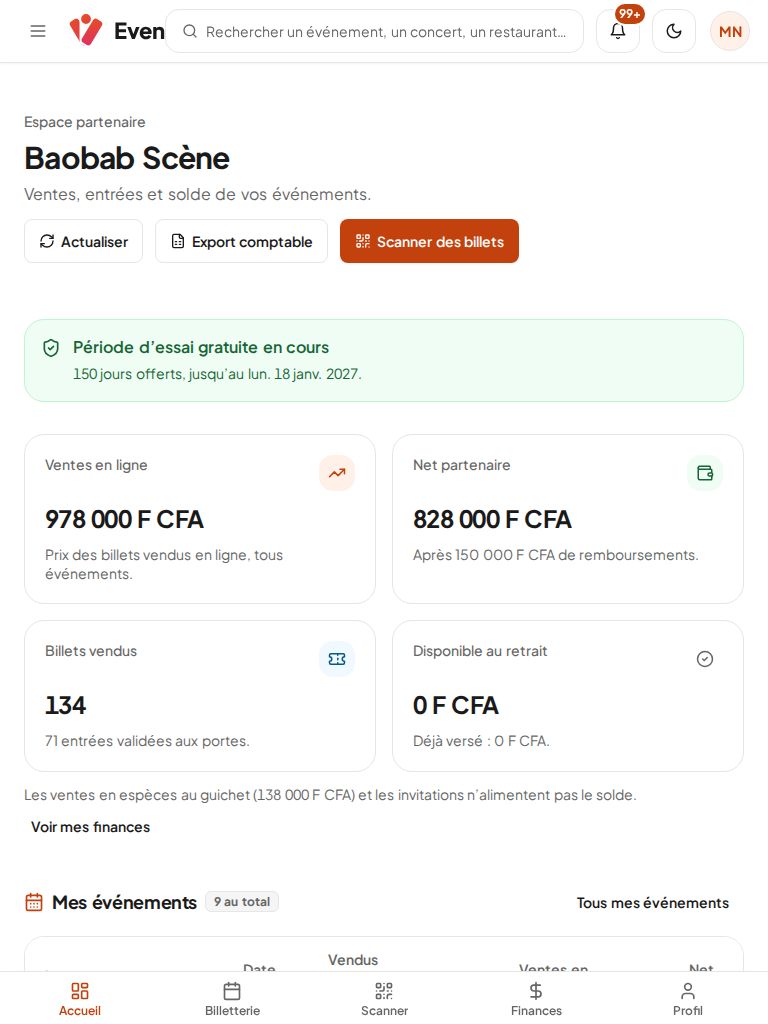 Even
Rechercher un événement, un concert, un restaurant…
99+
MN
Espace partenaire
Baobab Scène
Ventes, entrées et solde de vos événements.
Actualiser
Export comptable
Scanner des billets
Période d’essai gratuite en cours
150 jours offerts, jusqu’au lun. 18 janv. 2027.
Ventes en ligne
978 000 F CFA
Prix des billets vendus en ligne, tous
événements.
Net partenaire
828 000 F CFA
Après 150 000 F CFA de remboursements.
Billets vendus
134
71 entrées validées aux portes.
Disponible au retrait
0 F CFA
Déjà versé : 0 F CFA.
Les ventes en espèces au guichet (138 000 F CFA) et les invitations n’alimentent pas le solde.
Voir mes finances
Mes événements
9 au total
Tous mes événements
Vendus
Date
Ventes en
Net
Accueil
Billetterie
Scanner
Finances
Profil